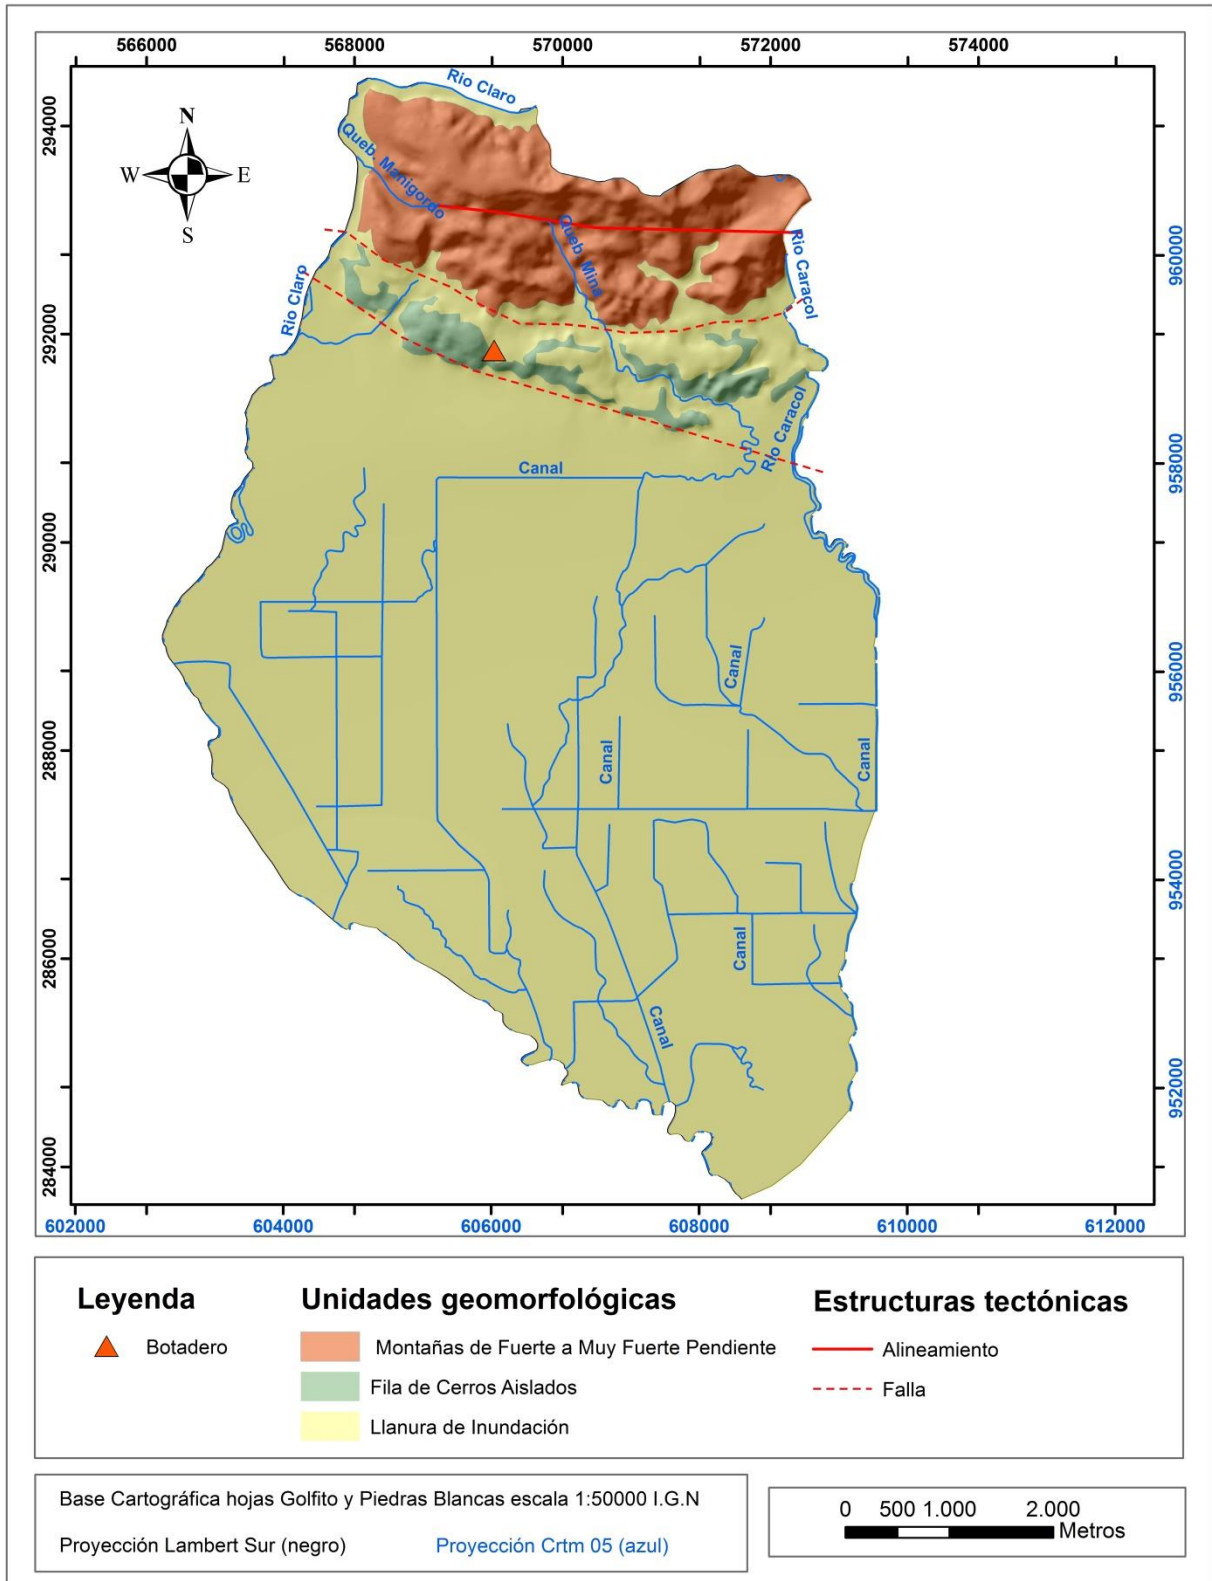 566000 568000 570000 572000 574000
294000
292000
290000
288000
286000
284000
960000
958000
956000
954000
952000
N
W E
S
Rio Claro
Queb. Manigordo
Queb. Mina
Rio Caracol
Rio Claro
Rio Caracol
Canal
Canal
Canal
Canal
Canal
Canal
602000 604000 606000 608000 610000 612000
Leyenda
Botadero
Unidades geomorfológicas
Montañas de Fuerte a Muy Fuerte Pendiente
Fila de Cerros Aislados
Llanura de Inundación
Estructuras tectónicas
Alineamiento
Falla
Base Cartográfica hojas Golfito y Piedras Blancas escala 1:50000 I.G.N
Proyección Lambert Sur (negro) Proyección Crtm 05 (azul)
0 500 1.000 2.000
Metros